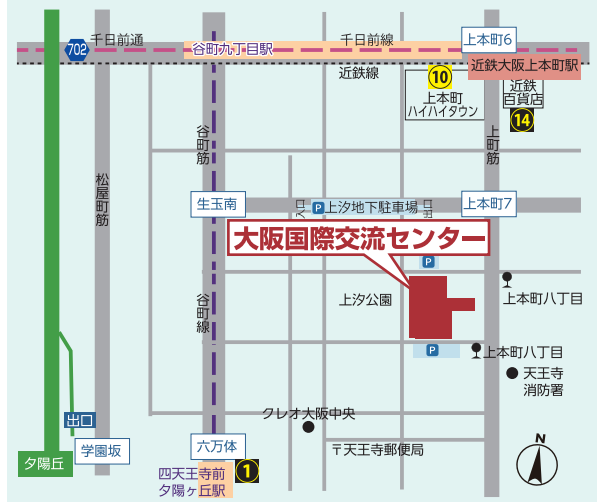 702
千日前通
谷町九丁目駅
千日前線
上本町6
近鉄線
近鉄大阪上本町駅
10
上本町
ハイハイタウン
近鉄
百貨店
14
谷町筋
上町筋
松屋町筋
生玉南
入口
P 上汐地下駐車場
出口
上本町7
大阪国際交流センター
P
谷町線
上汐公園
上本町八丁目
P
上本町八丁目
天王寺
消防署
クレオ大阪中央
出口
学園坂
六万体
〒天王寺郵便局
N
夕陽丘
四天王寺前
夕陽ヶ丘駅
1